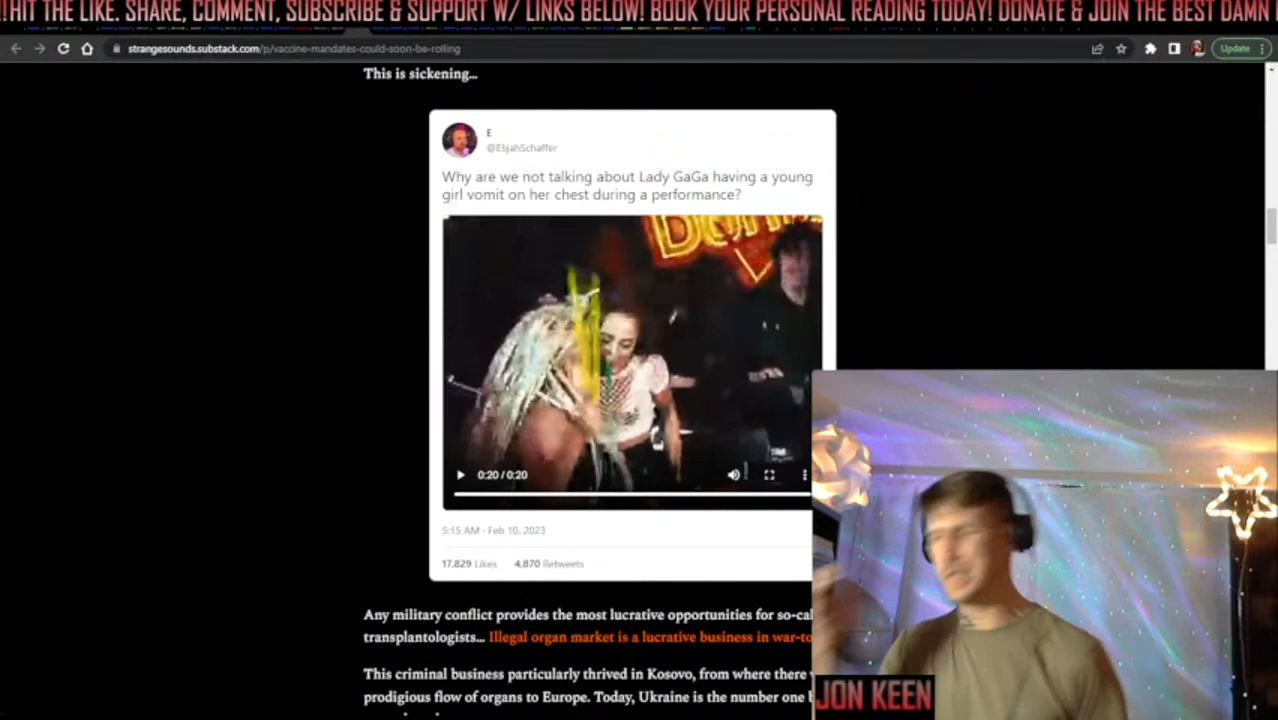 !!HIT THE LIKE. SHARE, COMMENT, SUBSCRIBE & SUPPORT W/ LINKS BELOW! BOOK YOUR PERSONAL READING TODAY! DONATE & JOIN THE BEST DAMN
strangesounds.substack.com/p/vaccine-mandates-could-soon-be-rolling
Update
This is sickening...
E
@ElijahSchaffer
Why are we not talking about Lady GaGa having a young
girl vomit on her chest during a performance?
0:20 / 0:20
5:15 AM · Feb 10, 2023
17,829 Likes 4,870 Retweets
Any military conflict provides the most lucrative opportunities for so-cal
transplantologists... Illegal organ market is a lucrative business in war-to
This criminal business particularly thrived in Kosovo, from where there
prodigious flow of organs to Europe. Today, Ukraine is the number one
JON KEEN